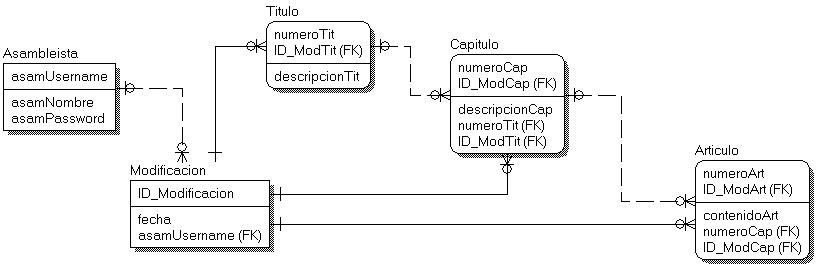 Asambleista
asamUsername
asamNombre
asamPassword
Titulo
numeroTit
ID_ModTit (FK)
descripcionTit
Capitulo
numeroCap
ID_ModCap (FK)
descripcionCap
numeroTit (FK)
ID_ModTit (FK)
Modificacion
ID_Modificacion
fecha
asamUsername (FK)
Articulo
numeroArt
ID_ModArt (FK)
contenidoArt
numeroCap (FK)
ID_ModCap (FK)